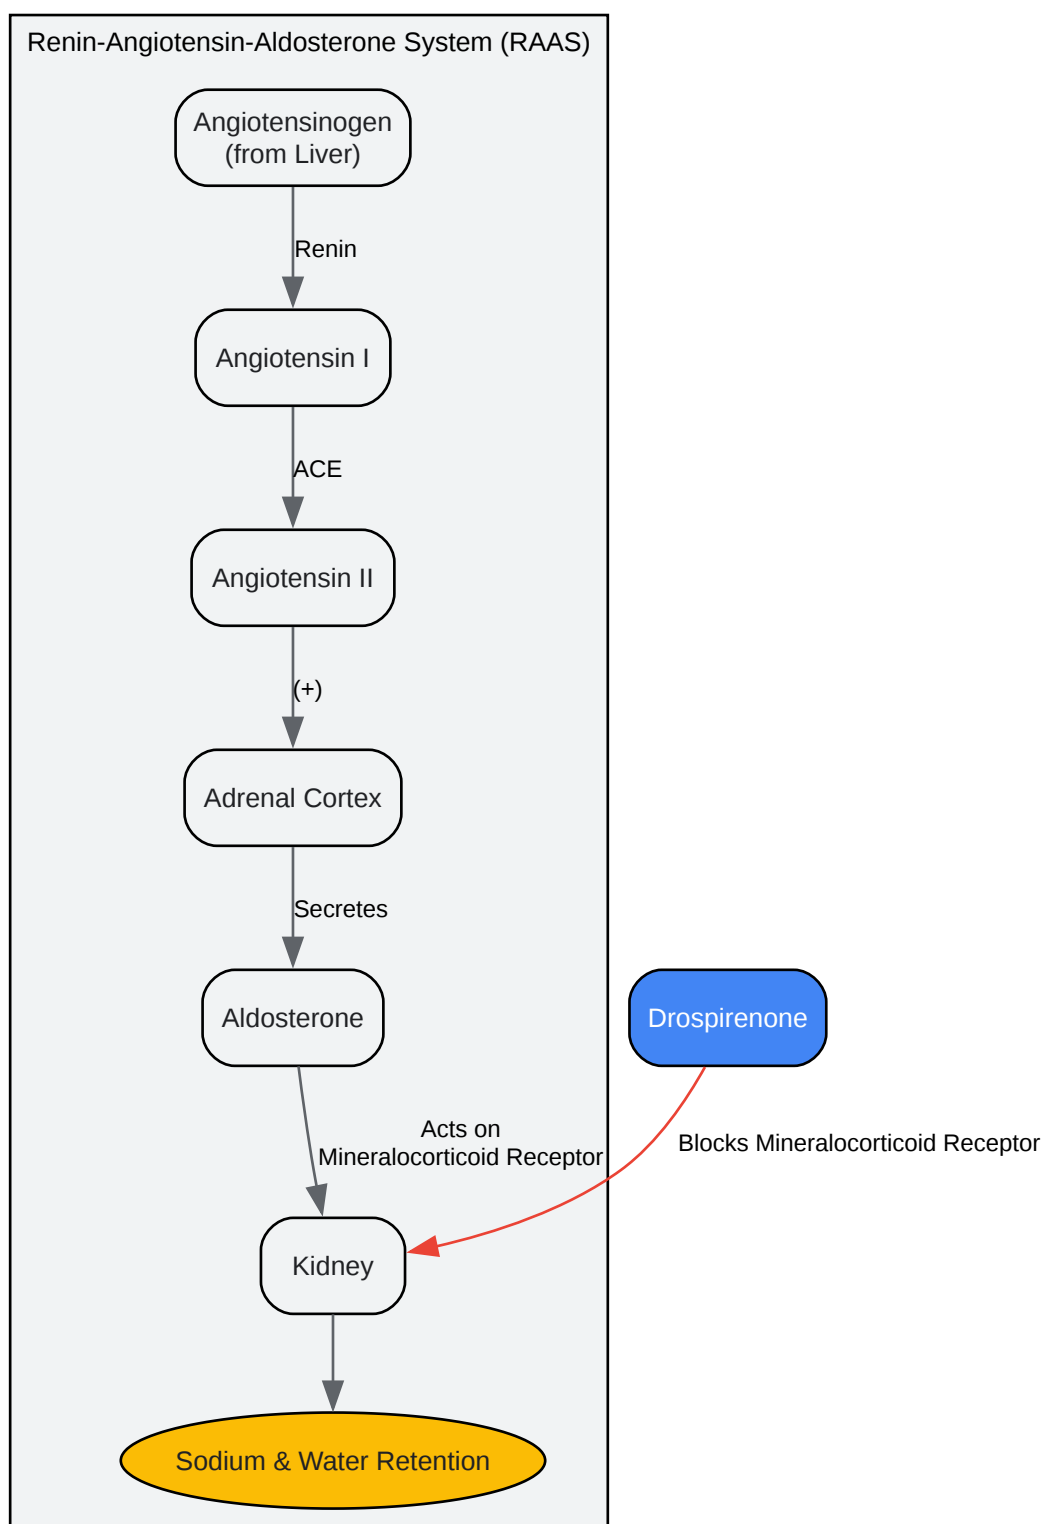 Renin-Angiotensin-Aldosterone System (RAAS)
Angiotensinogen
(from Liver)
Renin
Angiotensin I
ACE
Angiotensin II
(+)
Adrenal Cortex
Secretes
Aldosterone
Drospirenone
Acts on
Mineralocorticoid Receptor
Blocks Mineralocorticoid Receptor
Kidney
Sodium & Water Retention